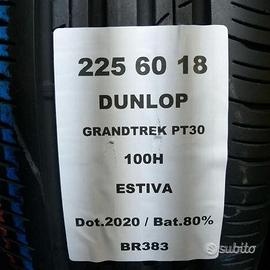 225 60 18
DUNLOP
GRANDTREK PT30
100H
ESTIVA
Dot.2020 / Bat.80%
BR383
subito